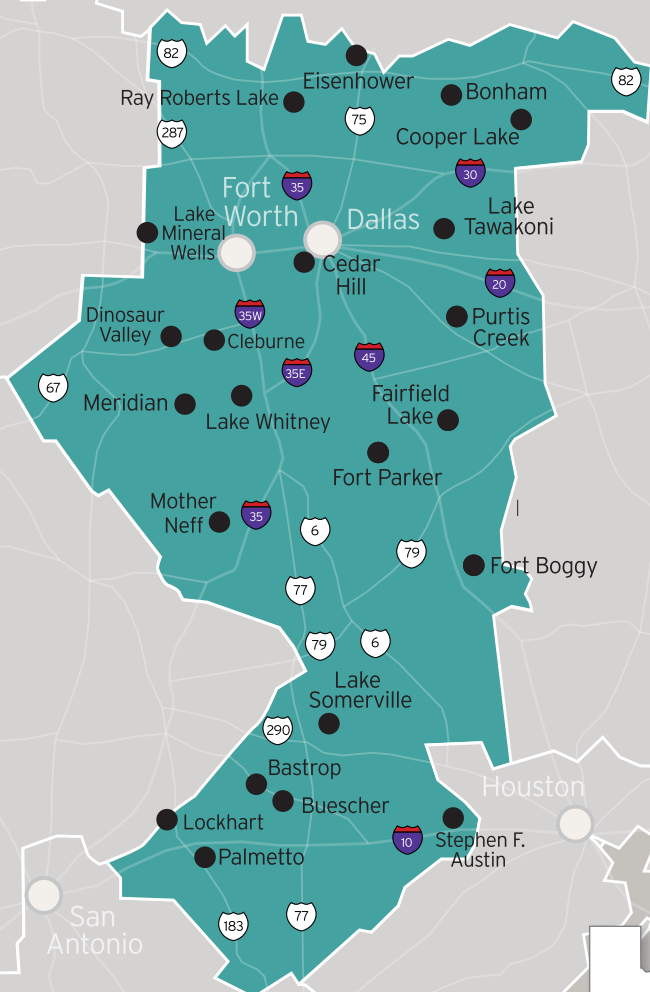 82
82
Eisenhower
Ray Roberts Lake
Bonham
75
287
Cooper Lake
30
35
Fort
Worth
Lake
Mineral
Wells
Dallas
Lake
Tawakoni
Cedar
Hill
20
35W
Dinosaur
Valley
Cleburne
Purtis
Creek
45
35E
67
Meridian
Lake Whitney
Fairfield
Lake
Fort Parker
Mother
Neff
35
6
79
Fort Boggy
77
79
6
Lake
Somerville
290
Bastrop
Houston
Buescher
Lockhart
10
Stephen F.
Austin
Palmetto
San
Antonio
183
77